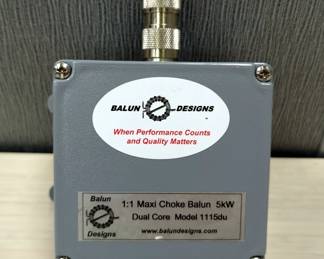 BALUN DESIGNS
When Performance Counts
and Quality Matters
Balun
Designs
1:1 Maxi Choke Balun 5kW
Dual Core Model 1115du
www.balundesigns.com